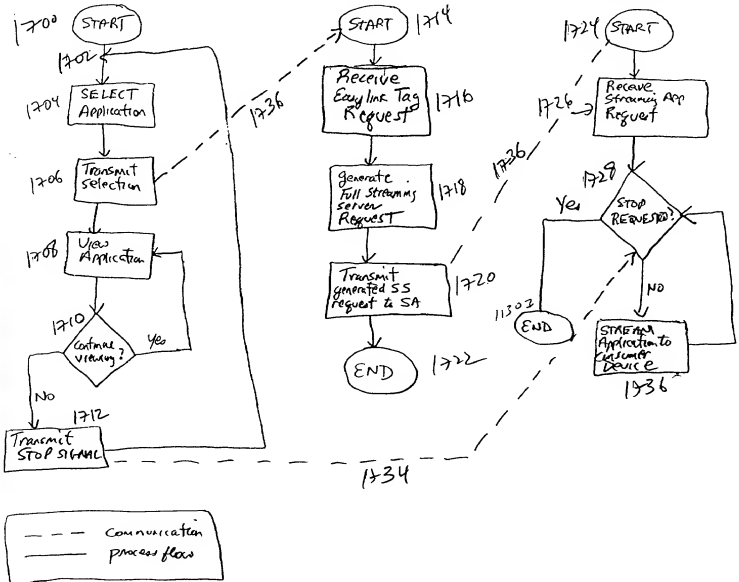 1700
START
1702
1704
SELECT
Application
1706
Transmit
Selection
1708
View
Application
1710
Continue
Viewing?
Yes
NO
1712
Transmit
STOP SIGNAL
1736
START
1714
Receive
Easy link Tag
Request
1716
generate
Full Streaming
Server
Request
1718
Transmit
generated SS
request to SA
1720
END
1722
1736
1724
START
1726
Receive
Streaming App
Request
1728
STOP
REQUESTED?
Yes
NO
END
STREAM
Application to
Consumer
Device
1736
1734
Communication
process flow